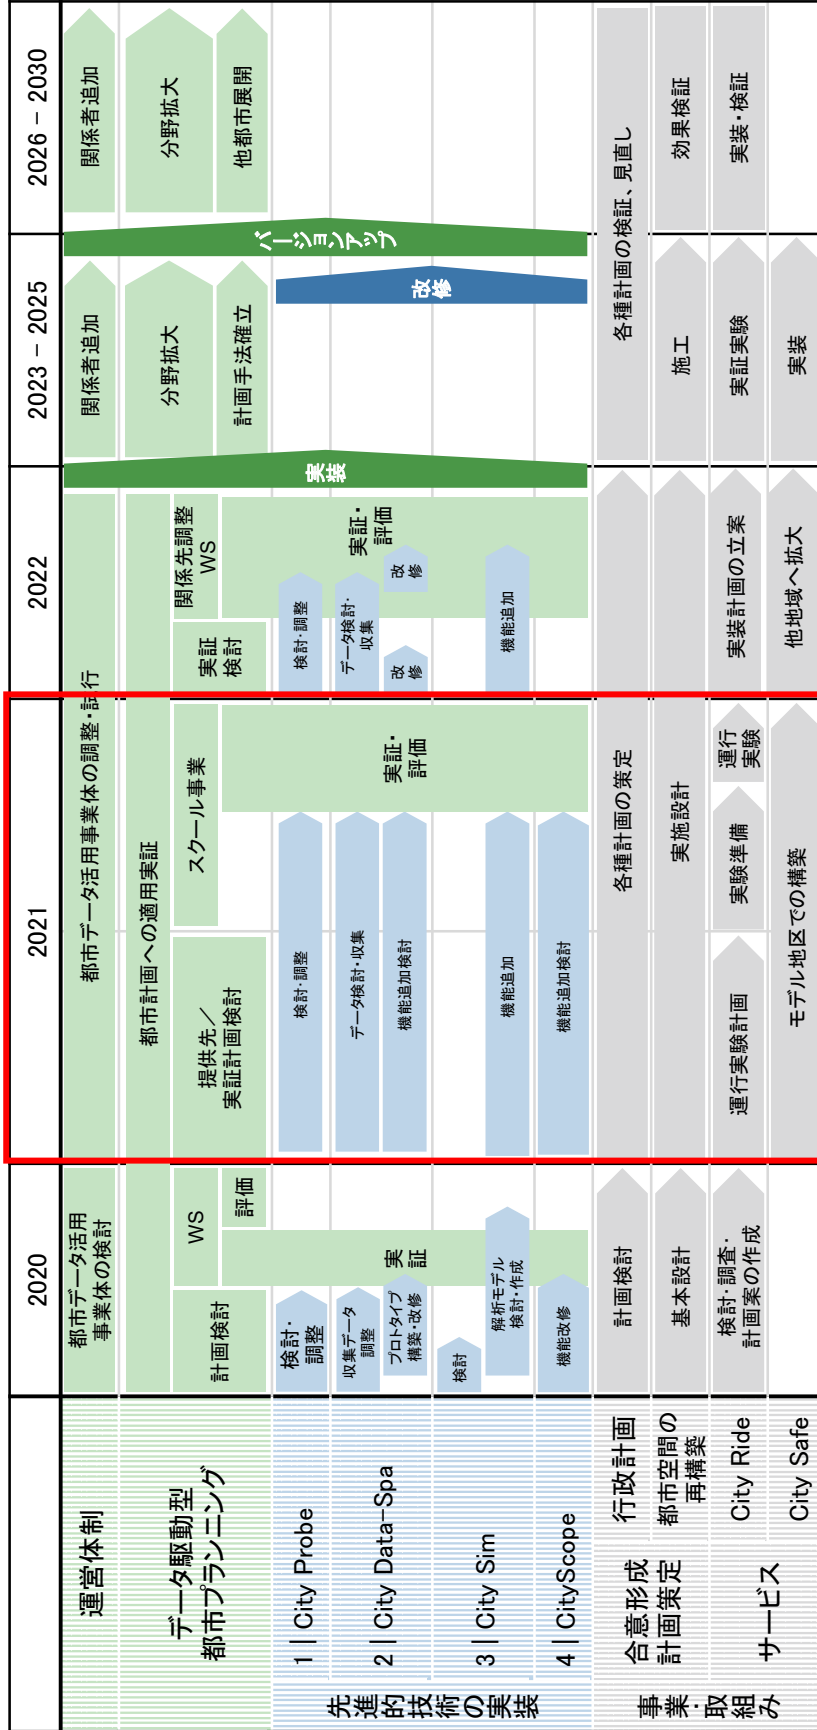 2020
2021
2022
2023 – 2025
2026 – 2030
運営体制
都市データ活用
事業体の検討
都市データ活用事業体の調整・試行
関係者追加
関係者追加
データ駆動型
都市プランニング
計画検討
WS
評価
実
証
都市計画への適用実証
提供先／
実証計画検討
スクール事業
実証・
評価
実証
検討
関係先調整
WS
実証・
評価
実装
分野拡大
計画手法確立
バージョンアップ
分野拡大
他都市展開
先進的技術の実装
1 | City Probe
検討・
調整
検討・調整
検討・調整
改修
2 | City Data-Spa
収集データ
調整
プロトタイプ
構築・改修
データ検討・収集
機能追加検討
データ検討・
収集
改
修
改
修
3 | City Sim
検討
解析モデル
検討・作成
機能追加
機能追加
4 | CityScope
機能改修
機能追加検討
事業・取組み
合意形成
計画策定
行政計画
計画検討
各種計画の策定
各種計画の検証、見直し
都市空間の
再構築
基本設計
実施設計
施工
効果検証
サービス
City Ride
検討・調査・
計画案の作成
運行実験計画
実験準備
運行
実験
実装計画の立案
実証実験
実装・検証
City Safe
モデル地区での構築
他地域へ拡大
実装